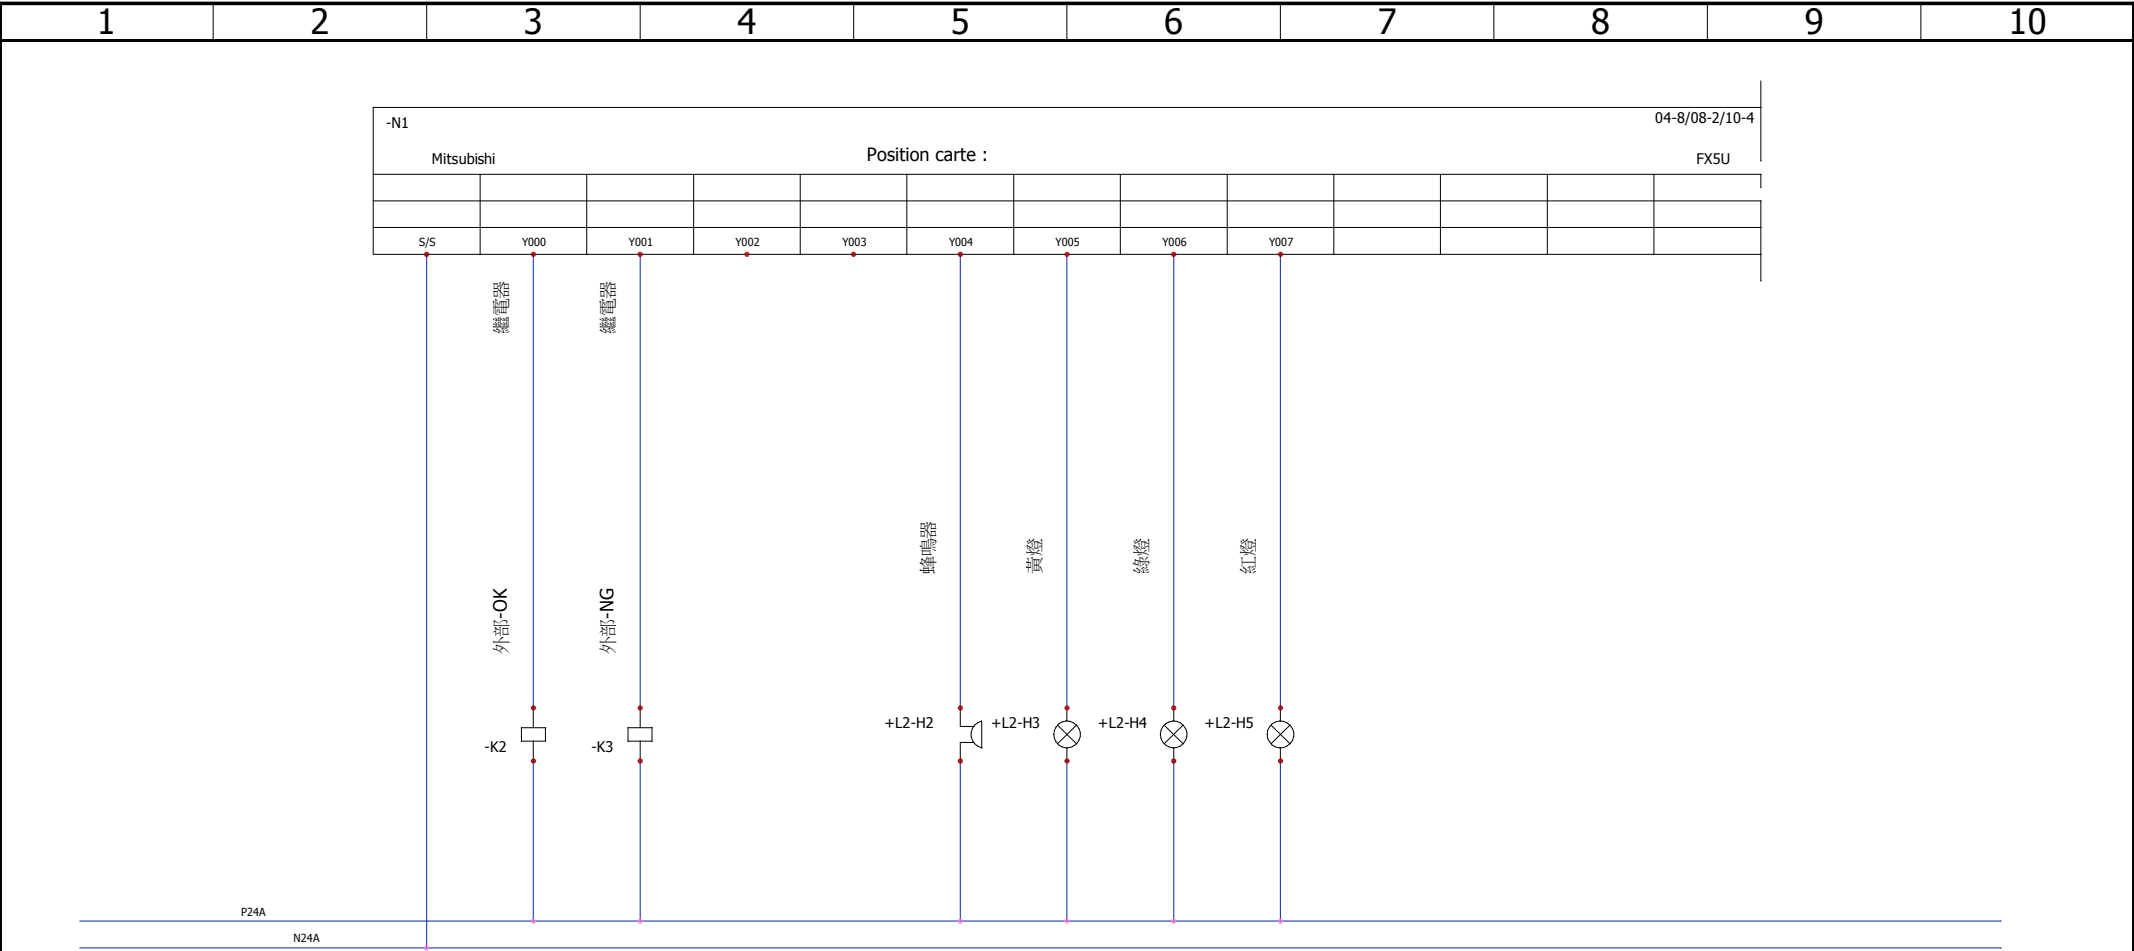 1 2 3 4 5 6 7 8 9 10
-N1 04-8/08-2/10-4
Mitsubishi Position carte : FX5U
S/S Y000 Y001 Y002 Y003 Y004 Y005 Y006 Y007
繼電器 繼電器
蜂鳴器 黃燈 綠燈 紅燈
外部-OK 外部-NG
+L2-H2 +L2-H3 +L2-H4 +L2-H5
-K2 -K3
P24A
N24A